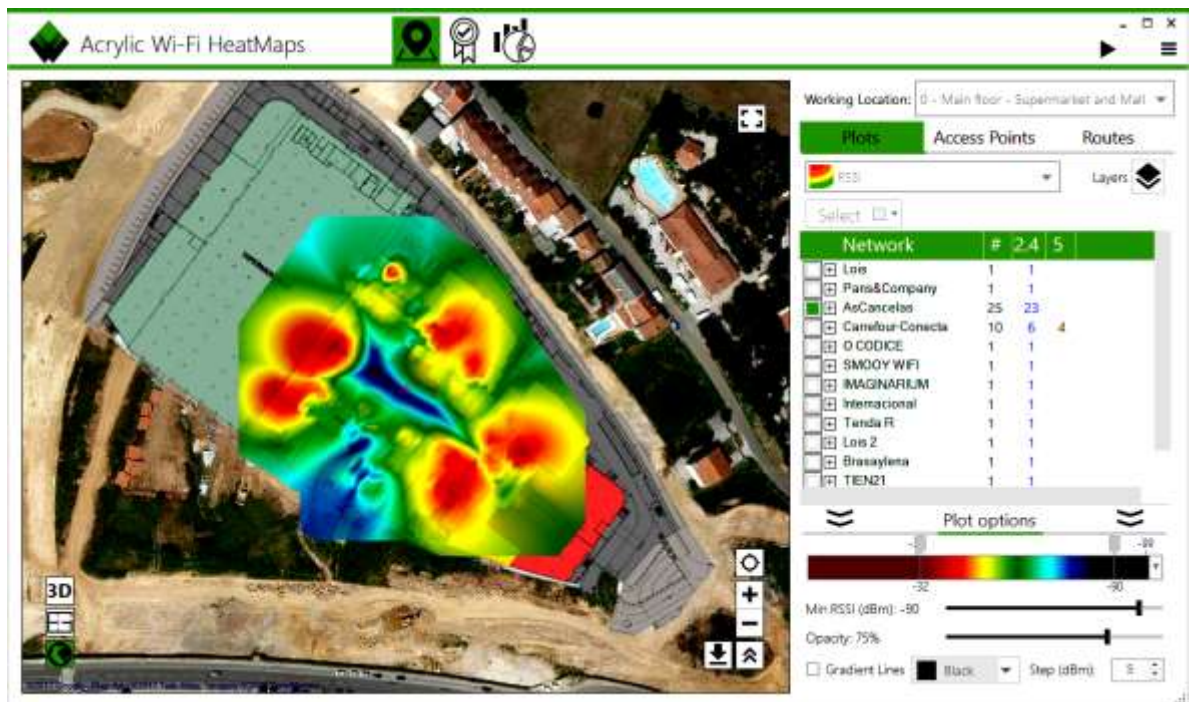 Acrylic Wi-Fi HeatMaps
Working Location: 0 - Main floor - Supermarket and Mall
Plots Access Points Routes
RSSI Layers
Select
Network # 2.4 5
Lois 1 1
Pans&Company 1 1
AsCancelas 25 23
Carrefour-Conecta 10 6 4
O CODICE 1 1
SMOOY WIFI 1 1
IMAGINARIUM 1 1
Internacional 1 1
Tenda R 1 1
Lois 2 1 1
Brasaylena 1 1
TIEN21 1 1
Plot options
-32 -90
Min RSSI (dBm): -90
Opacity: 75%
Gradient Lines Black Step (dBm):
3D